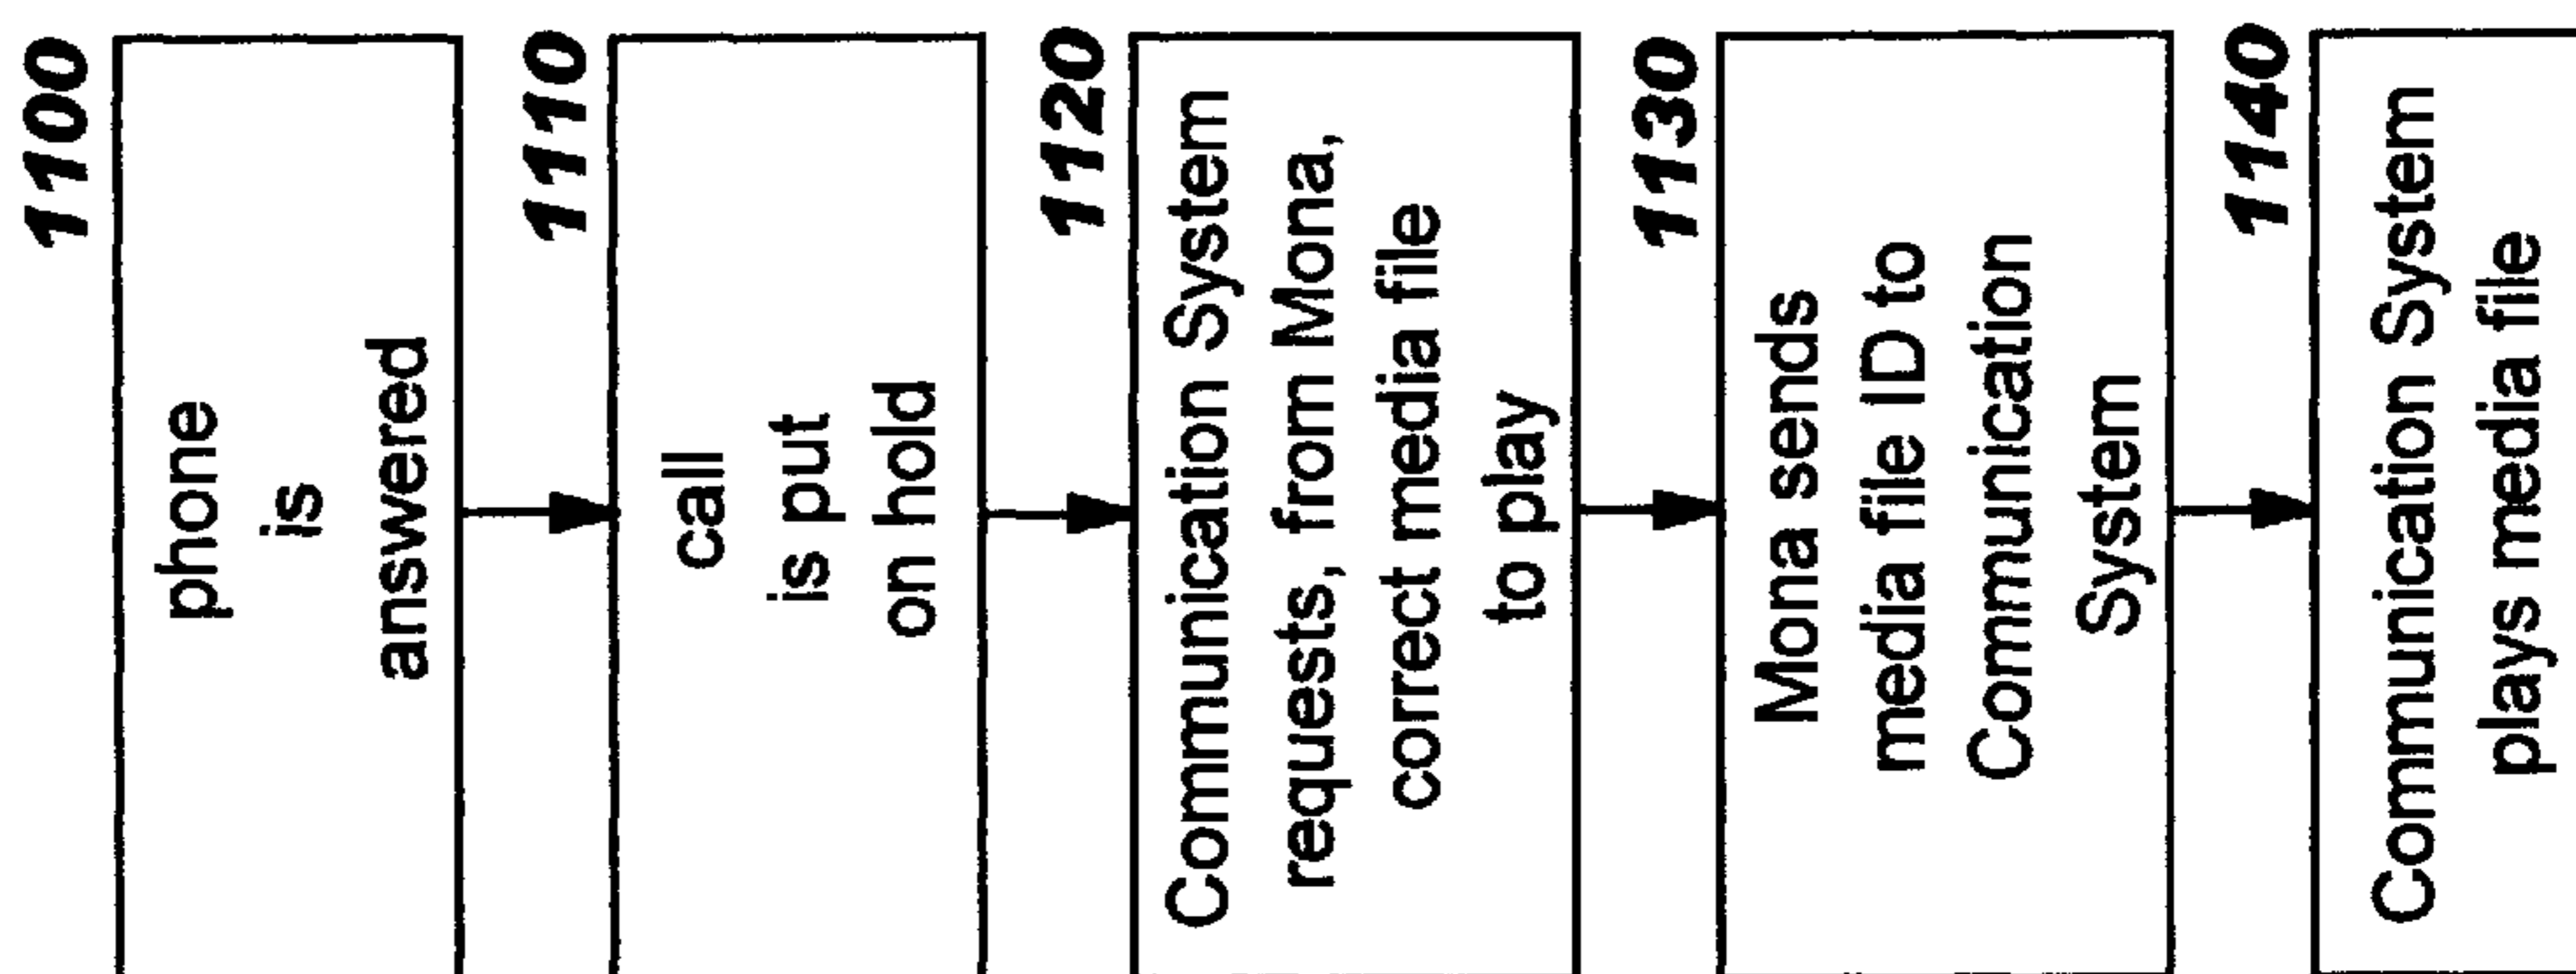 1100
phone
is
answered
1110
call
is put
on hold
1120
Communication System
requests, from Mona,
correct media file
to play
1130
Mona sends
media file ID to
Communication
System
1140
Communication System
plays media file